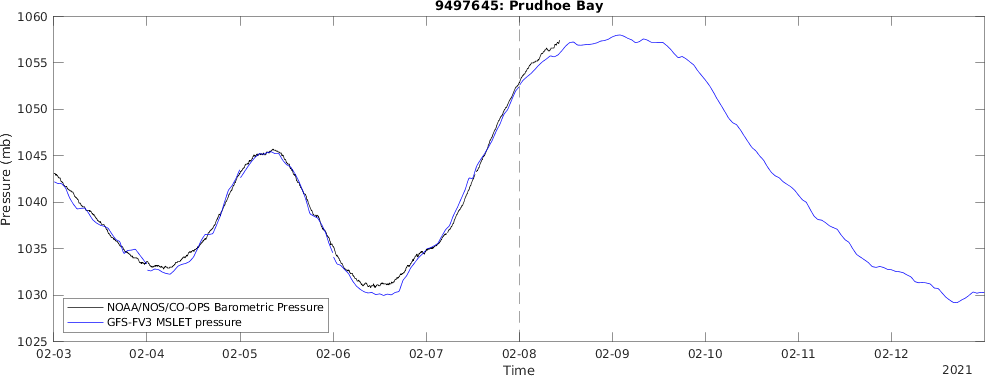 9497645: Prudhoe Bay
1060
1055
1050
1045
1040
1035
1030
1025
Pressure (mb)
NOAA/NOS/CO-OPS Barometric Pressure
GFS-FV3 MSLET pressure
02-03 02-04 02-05 02-06 02-07 02-08 02-09 02-10 02-11 02-12
Time
2021